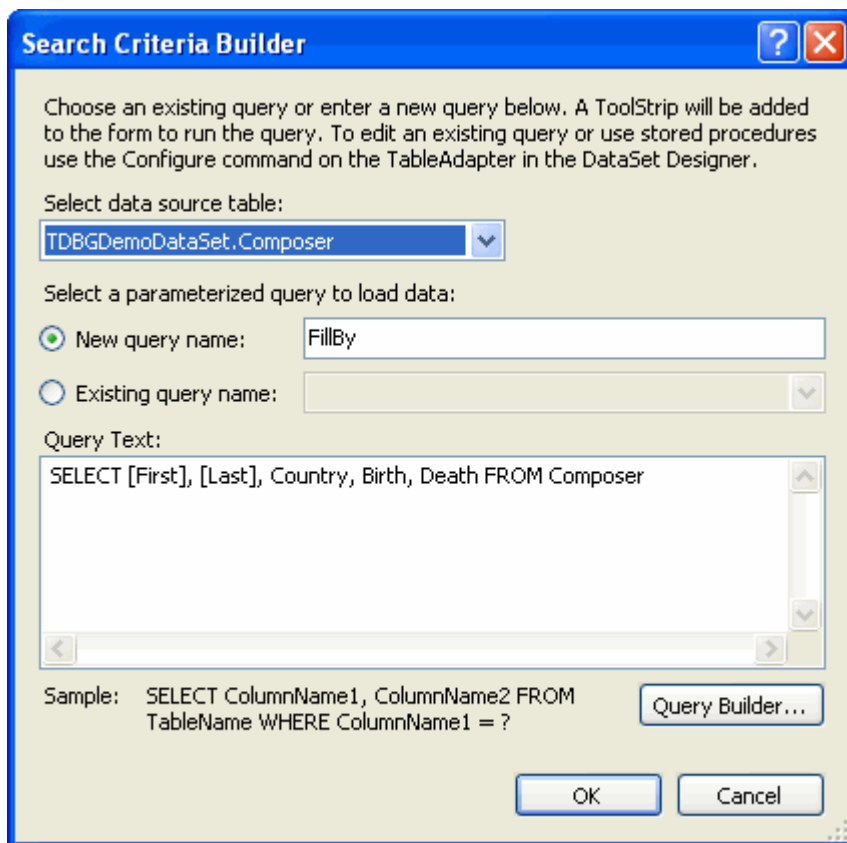 Search Criteria Builder
Choose an existing query or enter a new query below. A ToolStrip will be added
to the form to run the query. To edit an existing query or use stored procedures
use the Configure command on the TableAdapter in the DataSet Designer.
Select data source table:
TDBGDemoDataSet.Composer
Select a parameterized query to load data:
New query name: FillBy
Existing query name:
Query Text:
SELECT [First], [Last], Country, Birth, Death FROM Composer
Sample: SELECT ColumnName1, ColumnName2 FROM
TableName WHERE ColumnName1 = ?
Query Builder...
OK Cancel